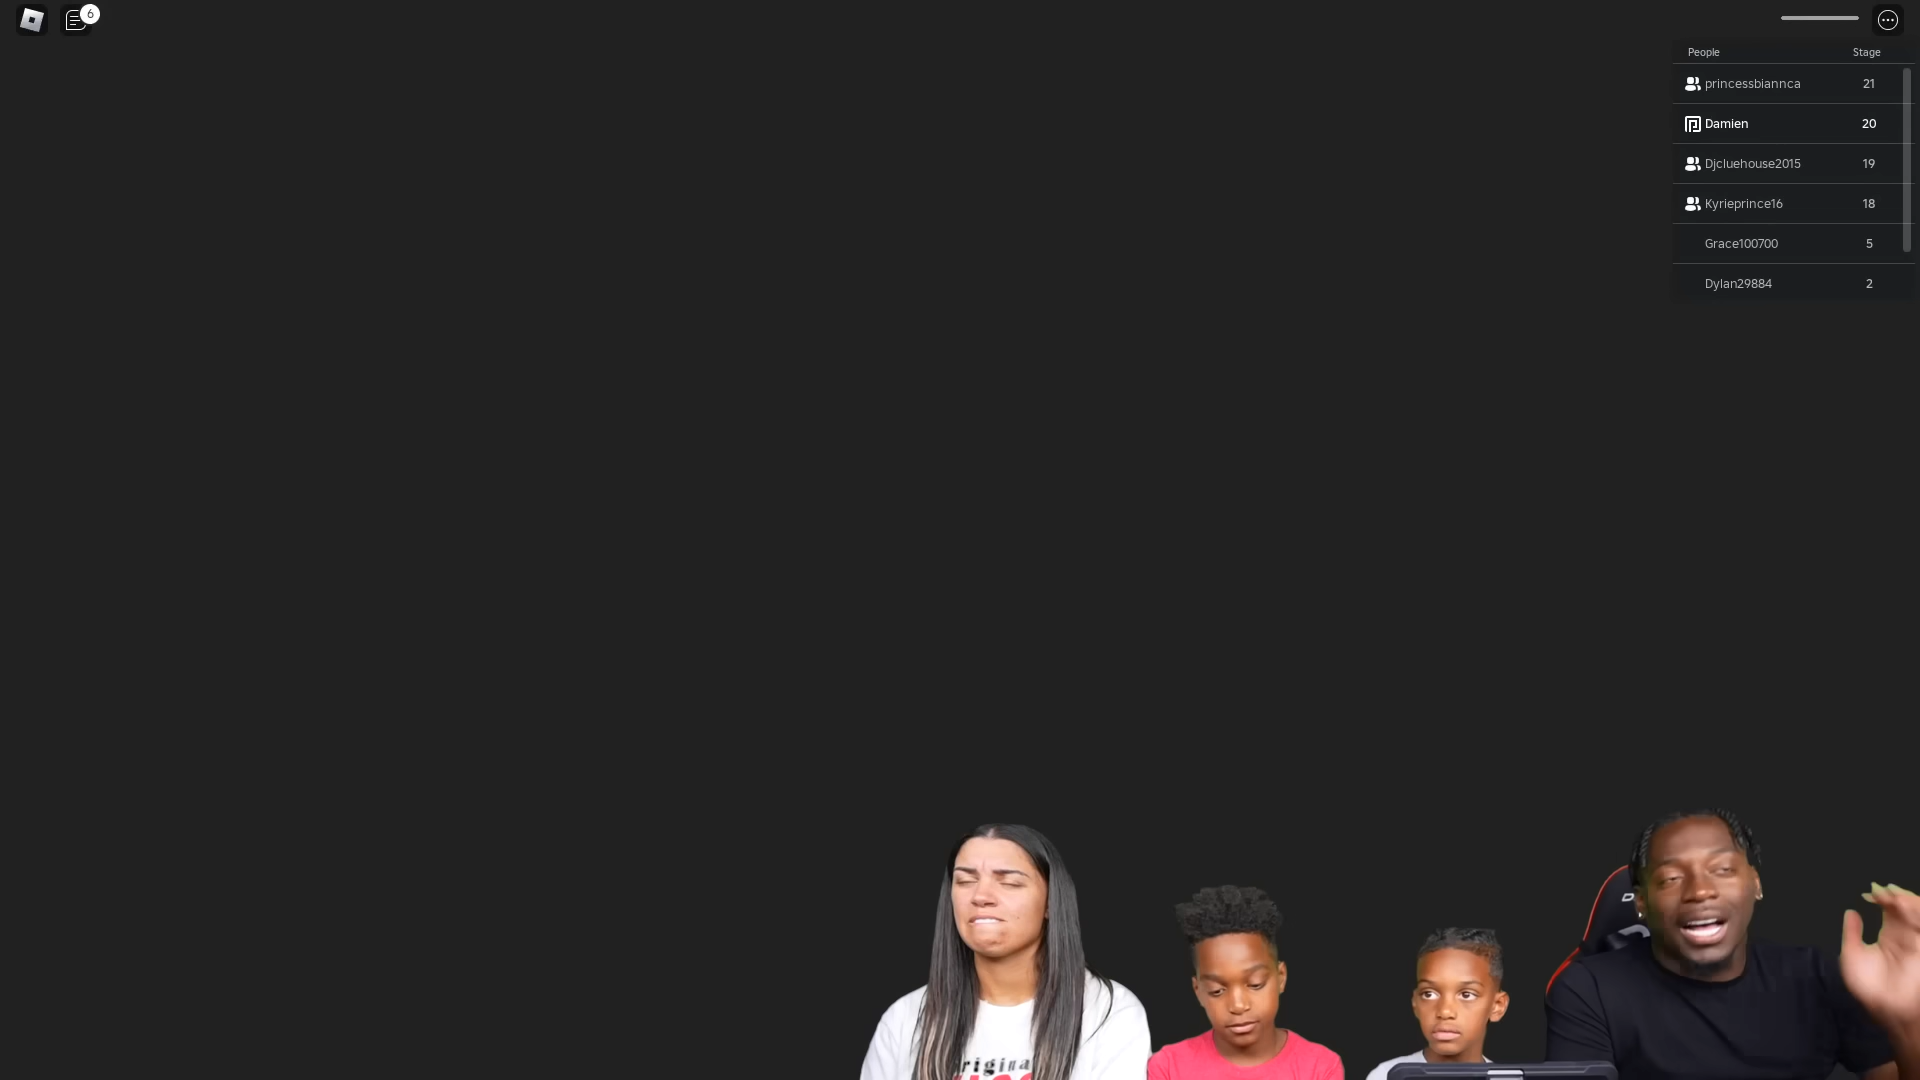 6
People Stage
princessbiannca 21
Damien 20
Djcluehouse2015 19
Kyrieprince16 18
Grace100700 5
Dylan29884 2